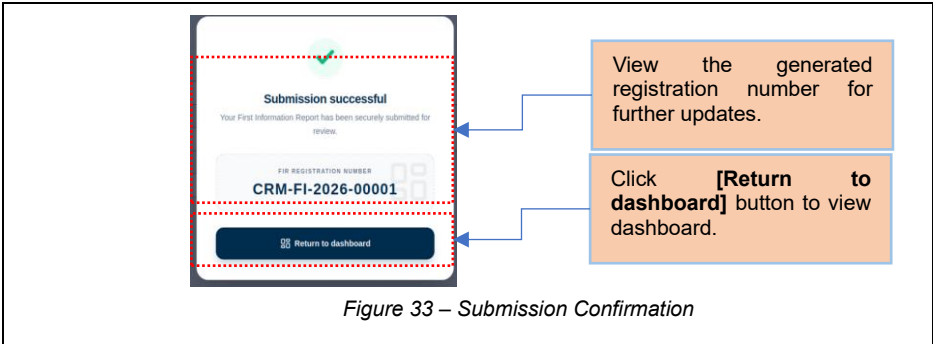 Submission successful
Your First Information Report has been securely submitted for
review.
FIR REGISTRATION NUMBER
CRM-FI-2026-00001
Return to dashboard
View the generated
registration number for
further updates.
Click [Return to
dashboard] button to view
dashboard.
Figure 33 – Submission Confirmation